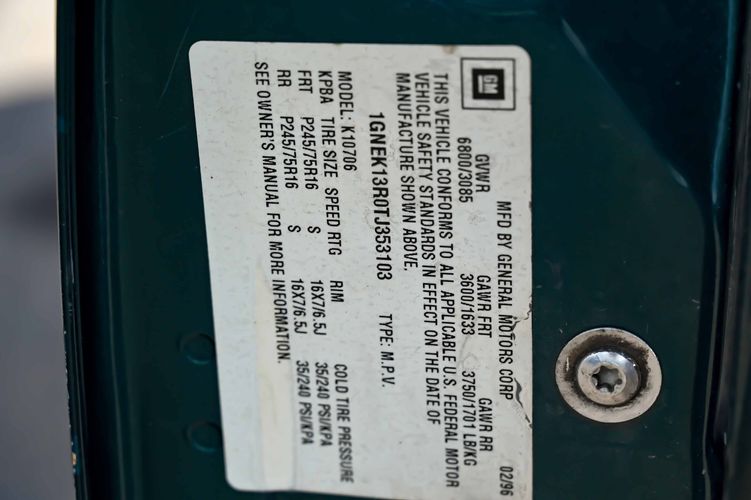 GM MFD BY GENERAL MOTORS CORP 02/96
GVWR GAWR FRT GAWR RR
6800/3085 3600/1633 3750/1701 LB/KG
THIS VEHICLE CONFORMS TO ALL APPLICABLE U.S. FEDERAL MOTOR
VEHICLE SAFETY STANDARDS IN EFFECT ON THE DATE OF
MANUFACTURE SHOWN ABOVE.
1GNEK13R0TJ353103 TYPE: M.P.V.
MODEL: K10706
KPBA TIRE SIZE SPEED RTG RIM COLD TIRE PRESSURE
FRT P245/75R16 S 16X7/6.5J 35/240 PSI/KPA
RR P245/75R16 S 16X7/6.5J 35/240 PSI/KPA
SEE OWNER'S MANUAL FOR MORE INFORMATION.